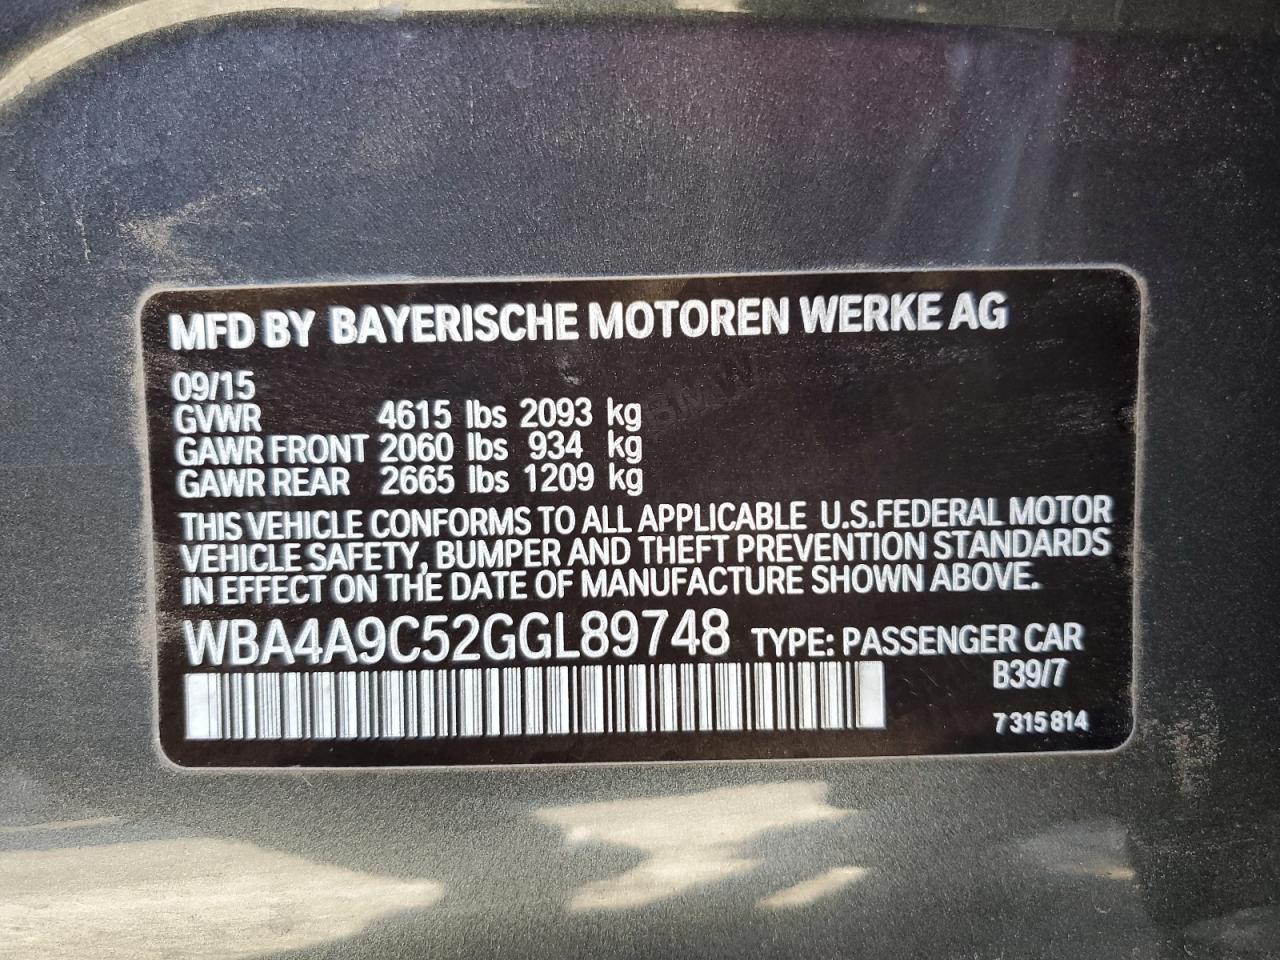 MFD BY BAYERISCHE MOTOREN WERKE AG
09/15
GVWR 4615 lbs 2093 kg
GAWR FRONT 2060 lbs 934 kg
GAWR REAR 2665 lbs 1209 kg
THIS VEHICLE CONFORMS TO ALL APPLICABLE U.S.FEDERAL MOTOR
VEHICLE SAFETY, BUMPER AND THEFT PREVENTION STANDARDS
IN EFFECT ON THE DATE OF MANUFACTURE SHOWN ABOVE.
WBA4A9C52GGL89748 TYPE: PASSENGER CAR
B39/7
7 315 814